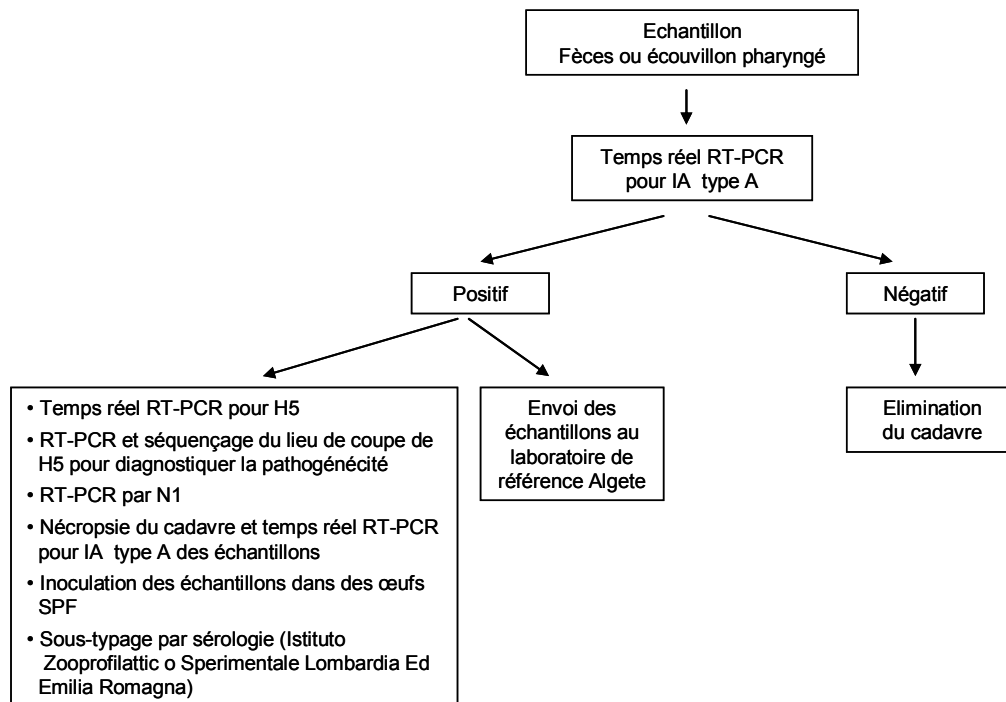 Echantillon
Fèces ou écouvillon pharyngé
Temps réel RT-PCR
pour IA type A
Positif
Négatif
• Temps réel RT-PCR pour H5
• RT-PCR et séquençage du lieu de coupe de
H5 pour diagnostiquer la pathogénécité
• RT-PCR par N1
• Nécropsie du cadavre et temps réel RT-PCR
pour IA type A des échantillons
• Inoculation des échantillons dans des œufs
SPF
• Sous-typage par sérologie (Istituto
Zooprofilattic o Sperimentale Lombardia Ed
Emilia Romagna)
Envoi des
échantillons au
laboratoire de
référence Algete
Elimination
du cadavre